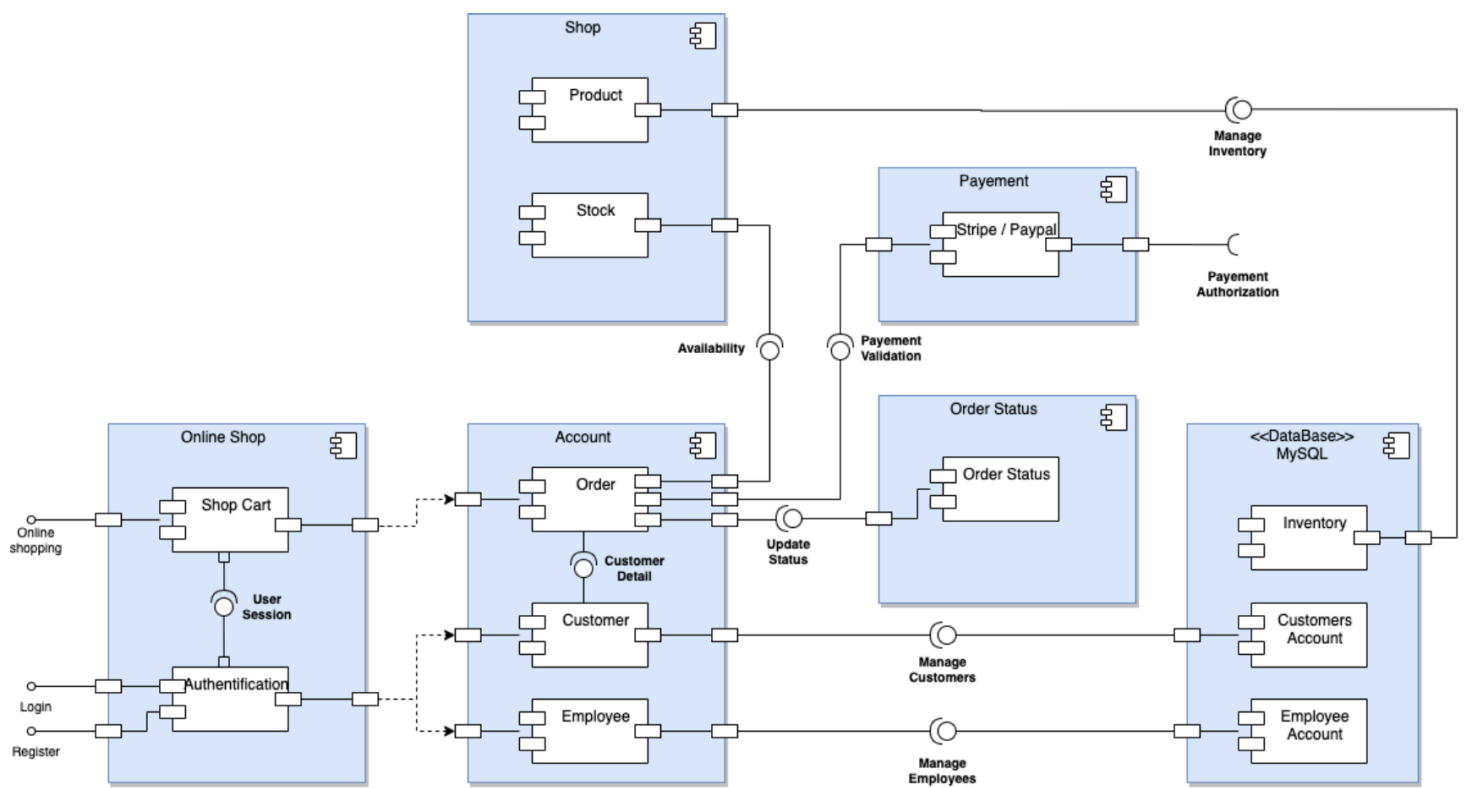 Shop
Product
Manage
Inventory
Payement
Stock
Stripe / Paypal
Payement
Authorization
Availability
Payement
Validation
Online Shop
Account
Order Status
<<DataBase>>
MySQL
Shop Cart
Order
Order Status
Online
shopping
Inventory
Update
Status
Customer
Detail
User
Session
Customer
Customers
Account
Manage
Customers
Authentification
Login
Employee
Employee
Account
Register
Manage
Employees